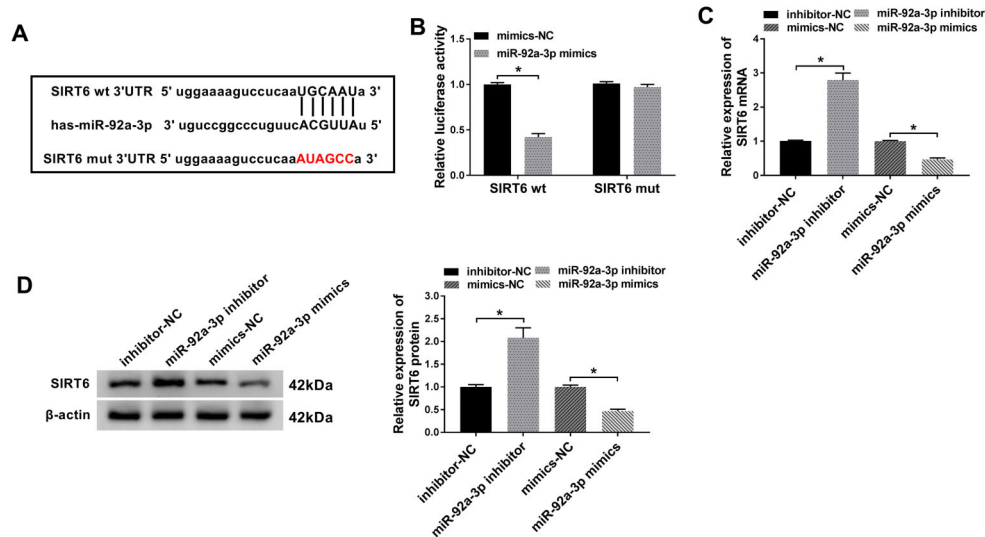 A
SIRT6 wt 3'UTR 5' uggaaaaguccucaaUGCAAUa 3'
has-miR-92a-3p 3' uguccggcccuguucACGUUAu 5'
SIRT6 mut 3'UTR 5' uggaaaaguccucaaAUAGCCa 3'
B
mimics-NC
miR-92a-3p mimics
Relative luciferase activity
1.5
1.0
0.5
0.0
*
SIRT6 wt
SIRT6 mut
C
inhibitor-NC
miR-92a-3p inhibitor
mimics-NC
miR-92a-3p mimics
Relative expression of
SIRT6 mRNA
4
3
2
1
0
*
*
inhibitor-NC
miR-92a-3p inhibitor
mimics-NC
miR-92a-3p mimics
D
inhibitor-NC
miR-92a-3p inhibitor
mimics-NC
miR-92a-3p mimics
SIRT6
42kDa
β-actin
42kDa
inhibitor-NC
miR-92a-3p inhibitor
mimics-NC
miR-92a-3p mimics
Relative expression of
SIRT6 protein
3.0
2.5
2.0
1.5
1.0
0.5
0.0
*
*
inhibitor-NC
miR-92a-3p inhibitor
mimics-NC
miR-92a-3p mimics